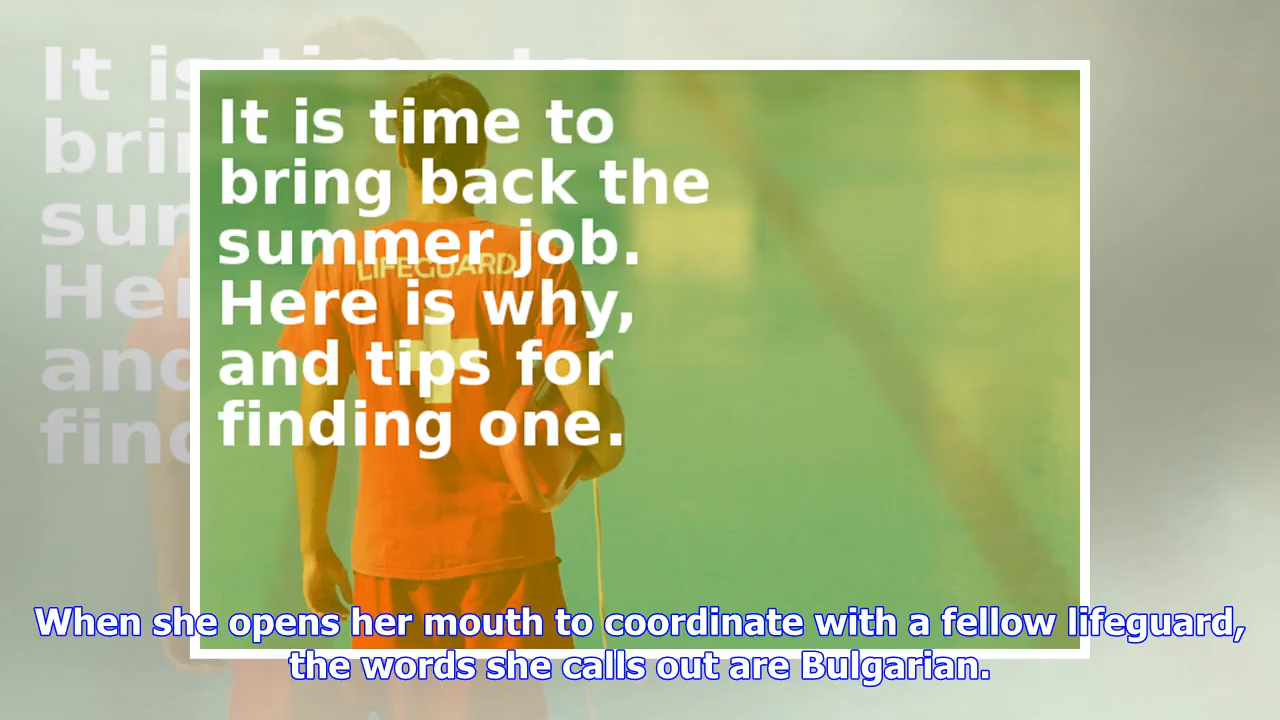 It is time to
bring back the
summer job.
LIFEGUARD
Here is why,
and tips for
finding one.
When she opens her mouth to coordinate with a fellow lifeguard,
the words she calls out are Bulgarian.